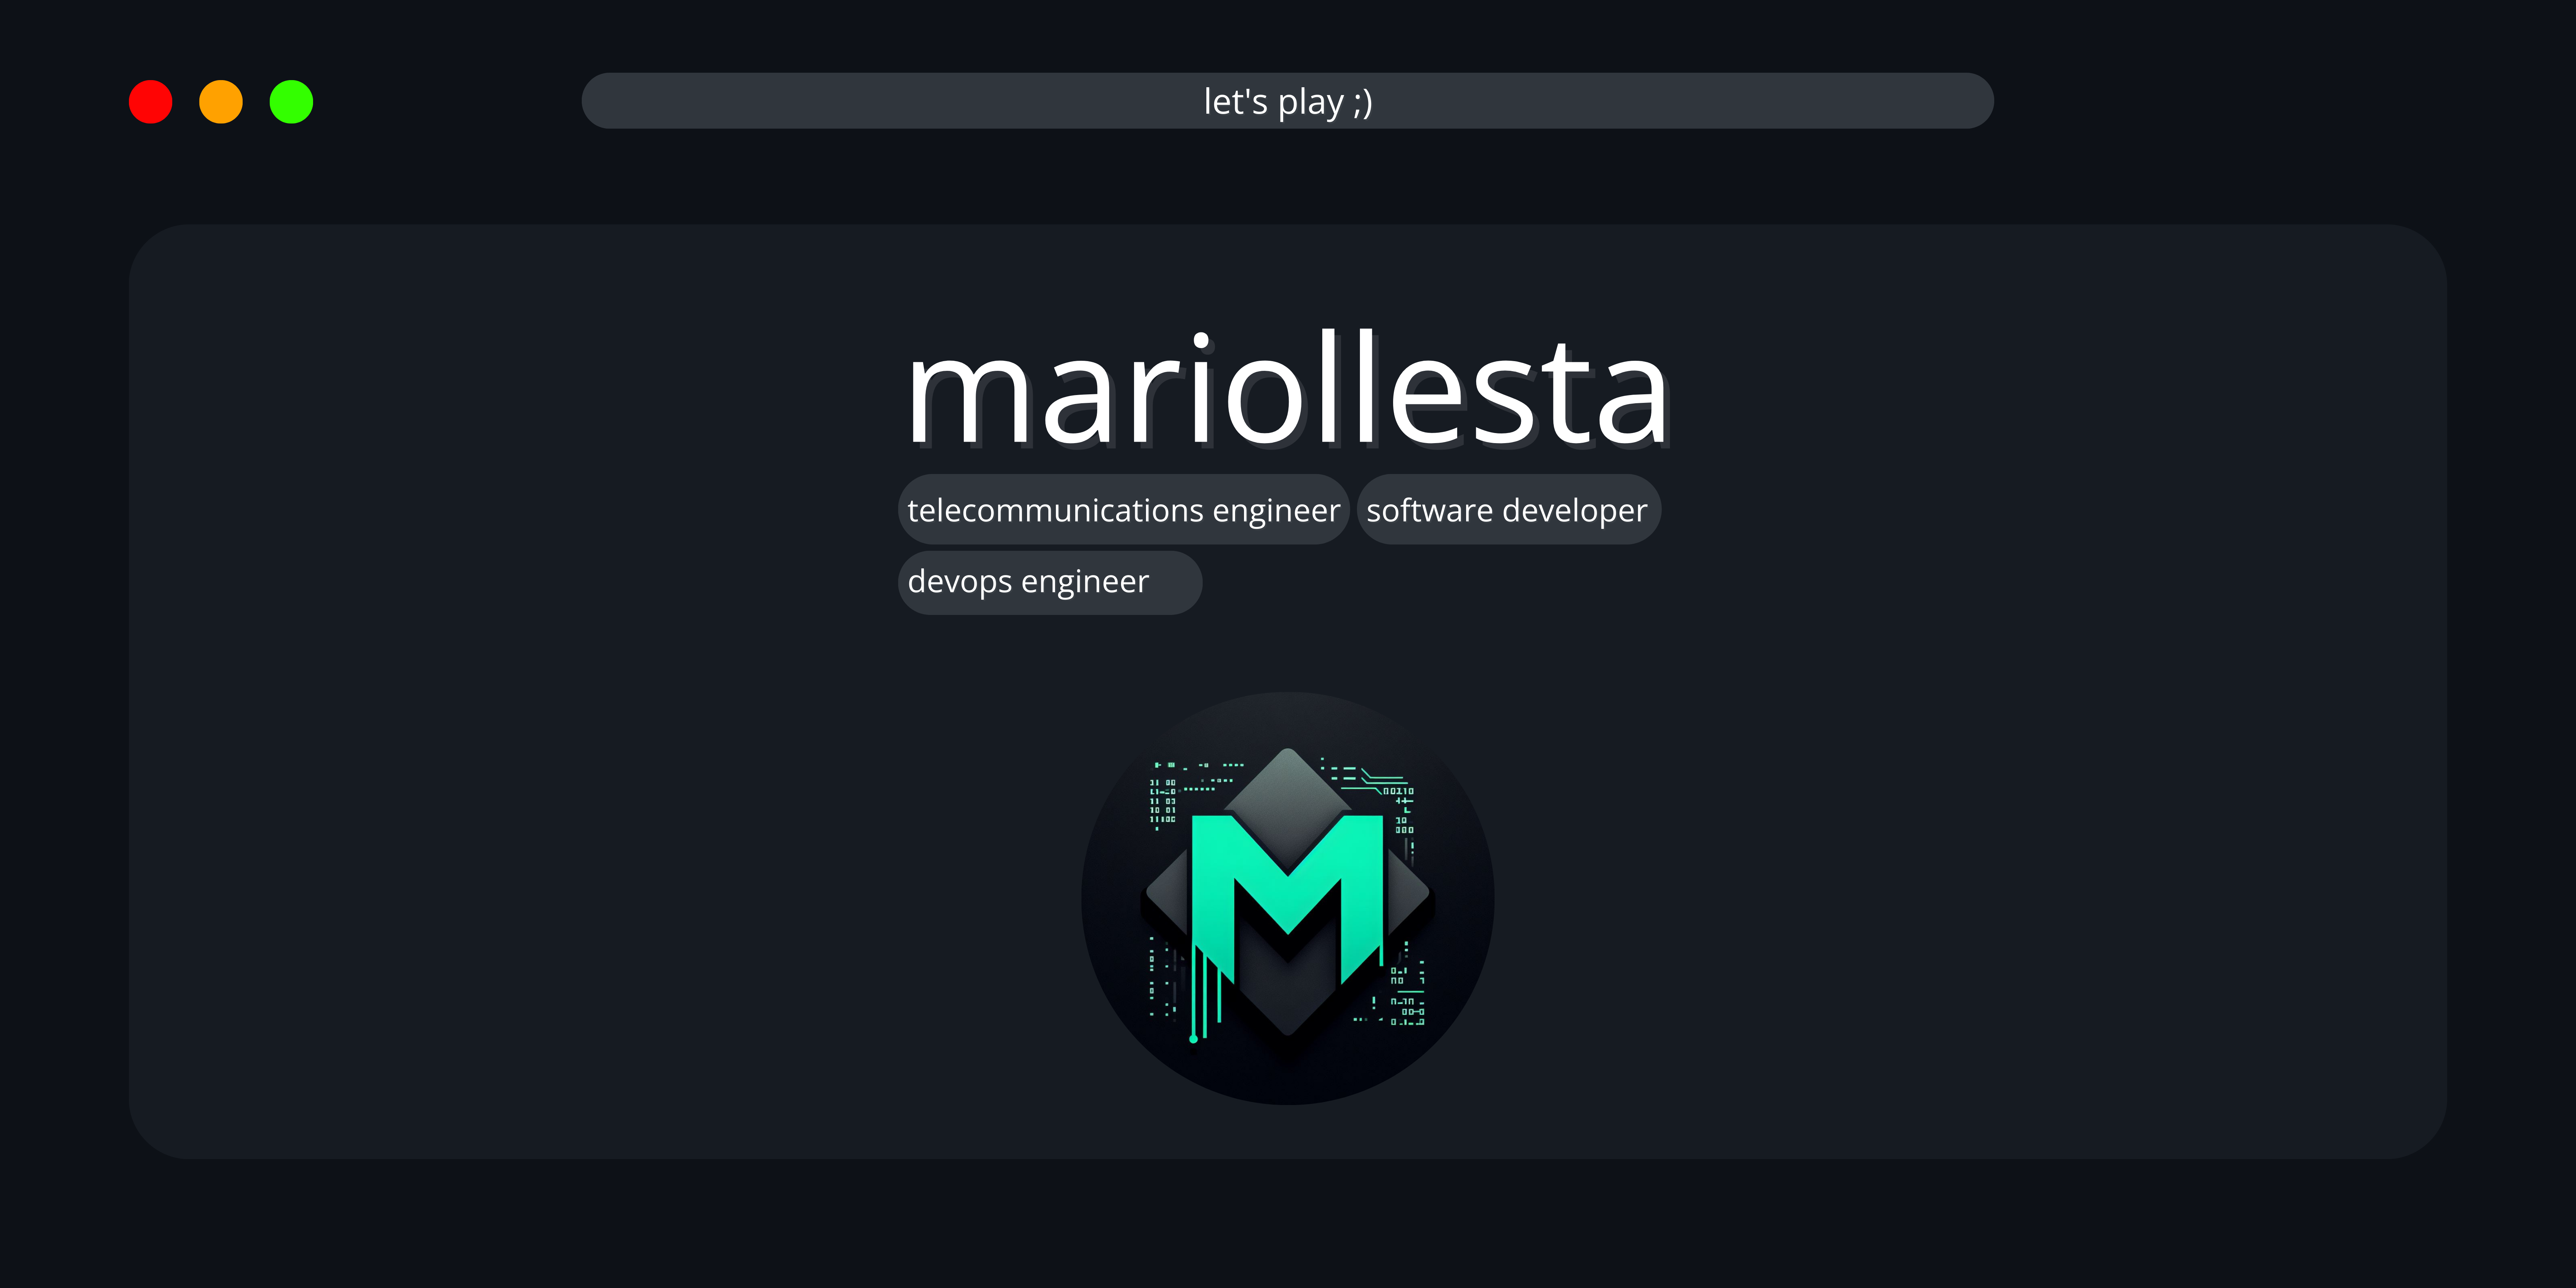 let's play ;)
mariollesta
telecommunications engineer software developer
devops engineer
M